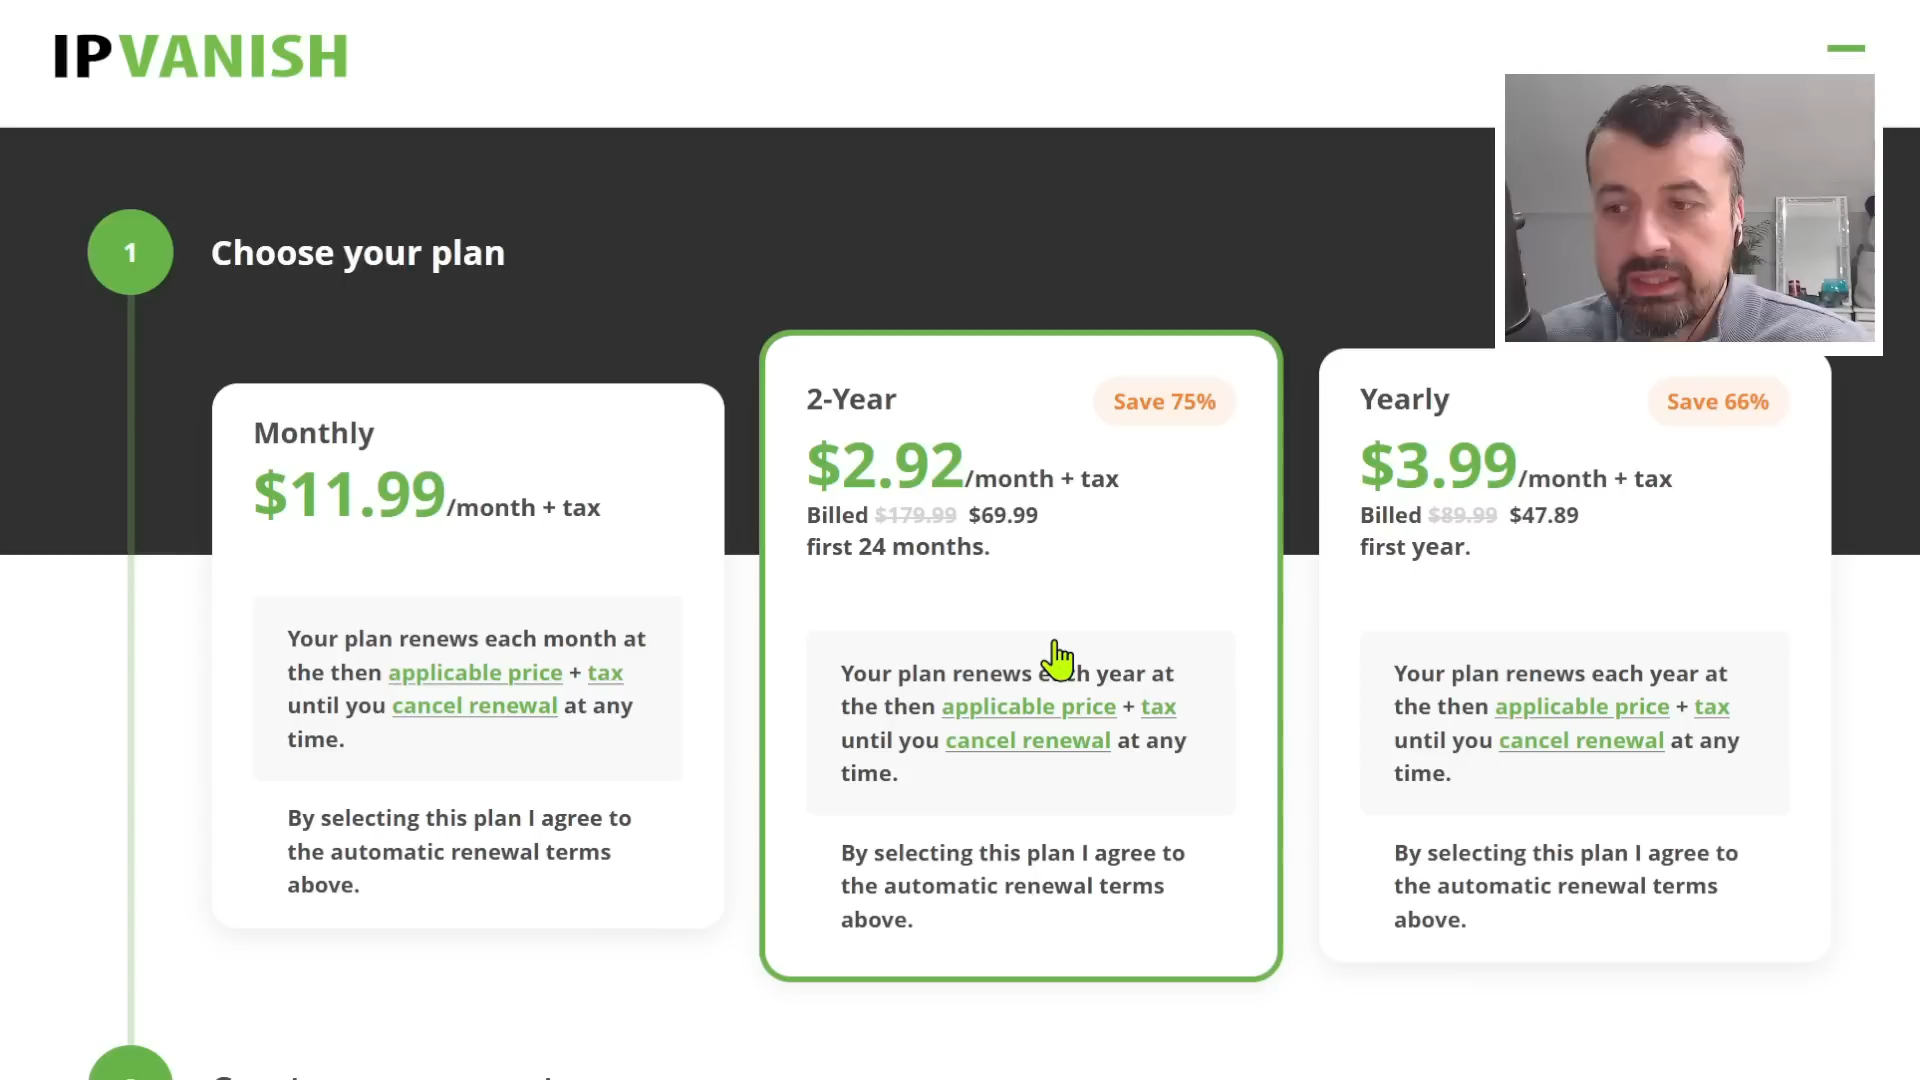 IPVANISH
1
Choose your plan
Monthly
$11.99/month + tax
Your plan renews each month at
the then applicable price + tax
until you cancel renewal at any
time.
By selecting this plan I agree to
the automatic renewal terms
above.
2-Year
Save 75%
$2.92/month + tax
Billed $179.99 $69.99
first 24 months.
Your plan renews each year at
the then applicable price + tax
until you cancel renewal at any
time.
By selecting this plan I agree to
the automatic renewal terms
above.
Yearly
Save 66%
$3.99/month + tax
Billed $89.99 $47.89
first year.
Your plan renews each year at
the then applicable price + tax
until you cancel renewal at any
time.
By selecting this plan I agree to
the automatic renewal terms
above.